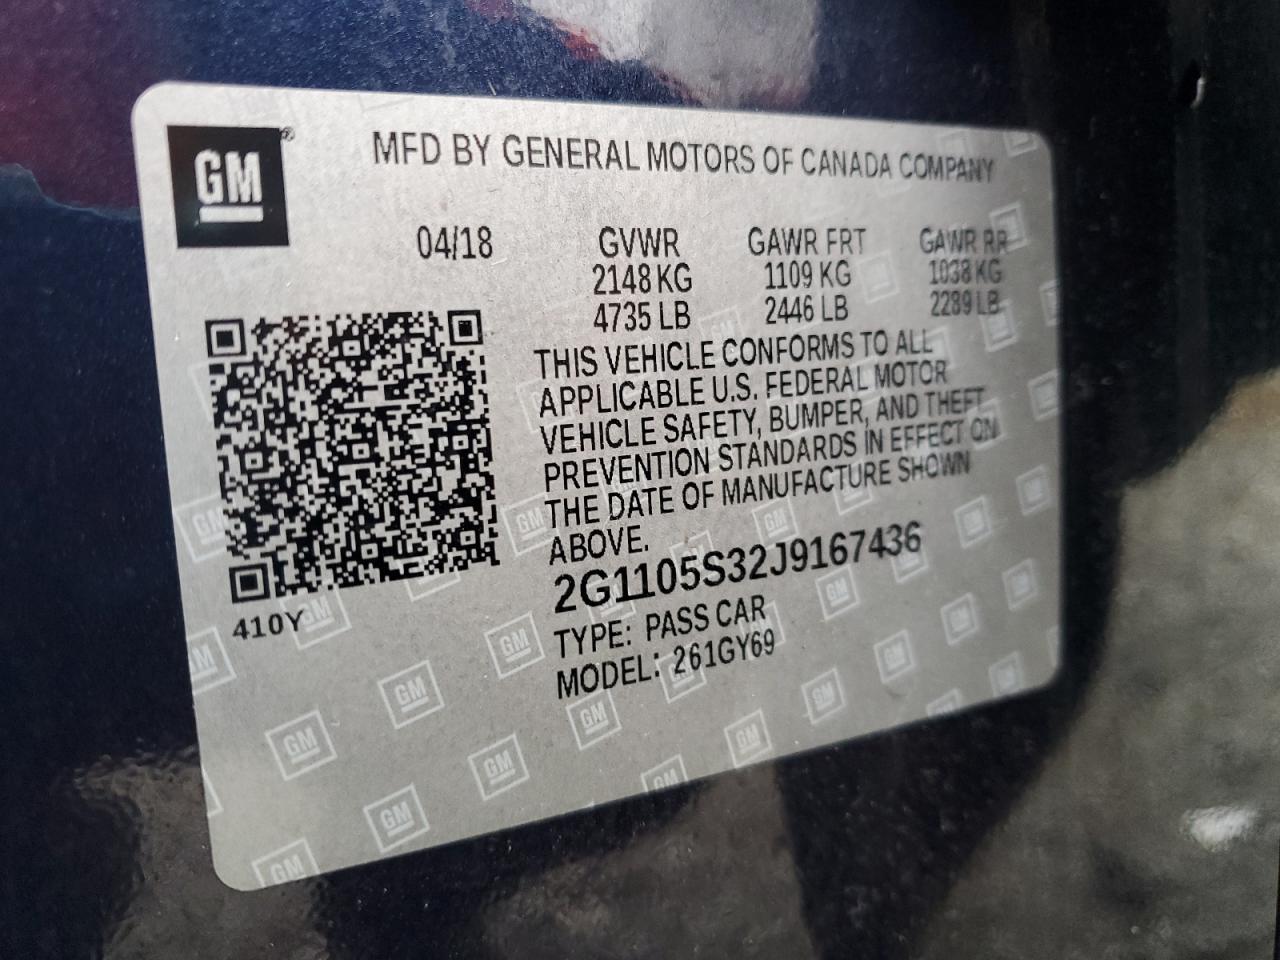 GM
MFD BY GENERAL MOTORS OF CANADA COMPANY
04/18 GVWR GAWR FRT GAWR RR
2148 KG 1109 KG 1038 KG
4735 LB 2446 LB 2289 LB
THIS VEHICLE CONFORMS TO ALL
APPLICABLE U.S. FEDERAL MOTOR
VEHICLE SAFETY, BUMPER, AND THEFT
PREVENTION STANDARDS IN EFFECT ON
THE DATE OF MANUFACTURE SHOWN
ABOVE.
2G1105S32J9167436
410Y
TYPE: PASS CAR
MODEL: 261GY69